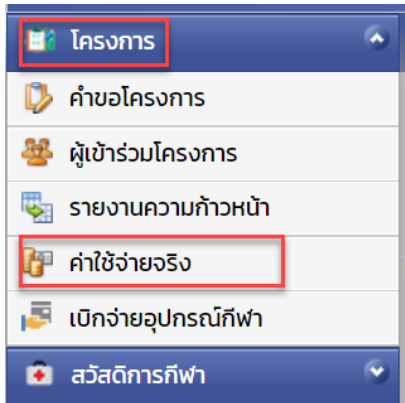 โครงการ
คำขอโครงการ
ผู้เข้าร่วมโครงการ
รายงานความก้าวหน้า
ค่าใช้จ่ายจริง
เบิกจ่ายอุปกรณ์กีฬา
สวัสดิการกีฬา